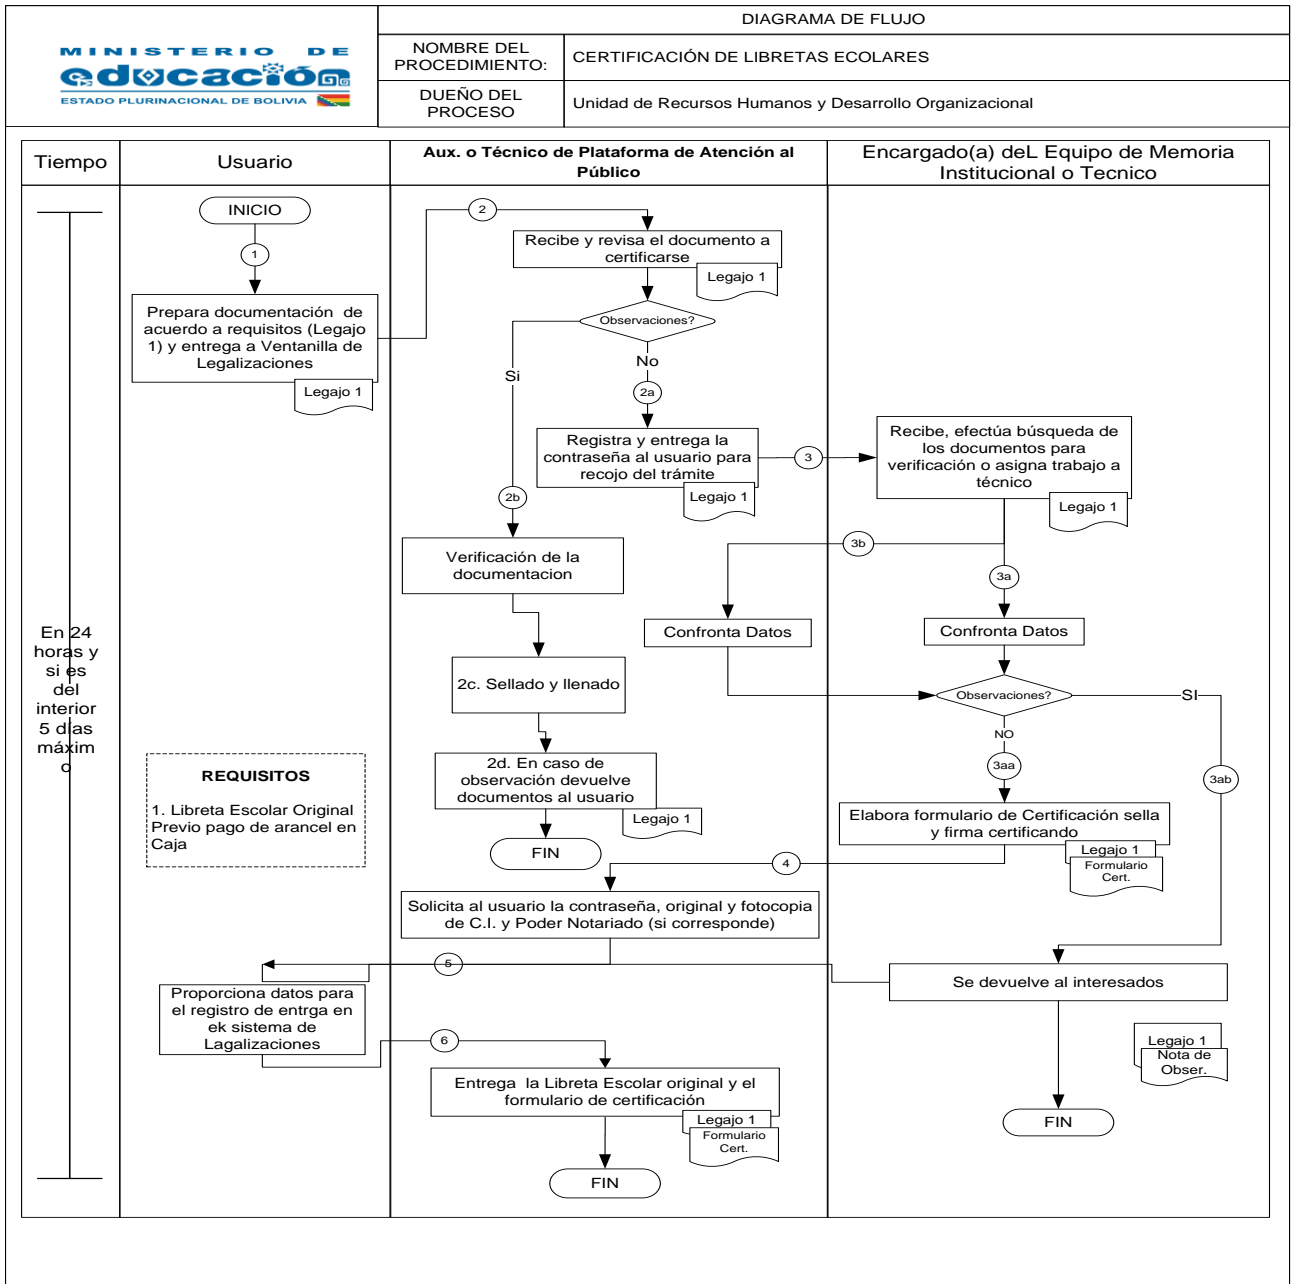 DIAGRAMA DE FLUJO
MINISTERIO DE
educación
ESTADO PLURINACIONAL DE BOLIVIA
NOMBRE DEL
PROCEDIMIENTO:
CERTIFICACIÓN DE LIBRETAS ECOLARES
DUEÑO DEL
PROCESO
Unidad de Recursos Humanos y Desarrollo Organizacional
Tiempo
Usuario
Aux. o Técnico de Plataforma de Atención al
Público
Encargado(a) deL Equipo de Memoria
Institucional o Tecnico
INICIO
1
Prepara documentación de
acuerdo a requisitos (Legajo
1) y entrega a Ventanilla de
Legalizaciones
Legajo 1
2
Recibe y revisa el documento a
certificarse
Legajo 1
Observaciones?
Si
No
2a
Registra y entrega la
contraseña al usuario para
recojo del trámite
Legajo 1
3
Recibe, efectúa búsqueda de
los documentos para
verificación o asigna trabajo a
técnico
Legajo 1
2b
Verificación de la
documentacion
3b
3a
Confronta Datos
Confronta Datos
En 24
horas y
si es
del
interior
5 días
máxim
o
2c. Sellado y llenado
Observaciones?
SI
NO
3aa
3ab
2d. En caso de
observación devuelve
documentos al usuario
Legajo 1
FIN
REQUISITOS
1. Libreta Escolar Original
Previo pago de arancel en
Caja
Elabora formulario de Certificación sella
y firma certificando
Legajo 1
Formulario
Cert.
4
Solicita al usuario la contraseña, original y fotocopia
de C.I. y Poder Notariado (si corresponde)
5
Se devuelve al interesados
Proporciona datos para
el registro de entrga en
ek sistema de
Lagalizaciones
6
Legajo 1
Nota de
Obser.
Entrega la Libreta Escolar original y el
formulario de certificación
Legajo 1
Formulario
Cert.
FIN
FIN